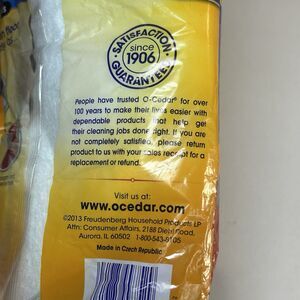 SATISFACTION
since
1906
GUARANTEED
People have trusted O-Cedar® for over
100 years to make their lives easier with
dependable products that help get
their cleaning jobs done right. If you are
not completely satisfied, please return
product to us with your sales receipt for a
replacement or refund.
Visit us at:
www.ocedar.com
©2013 Freudenberg Household Products LP
Attn: Consumer Affairs, 2188 Diehl Road,
Aurora, IL 60502 1-800-543-8105
Made in Czech Republic